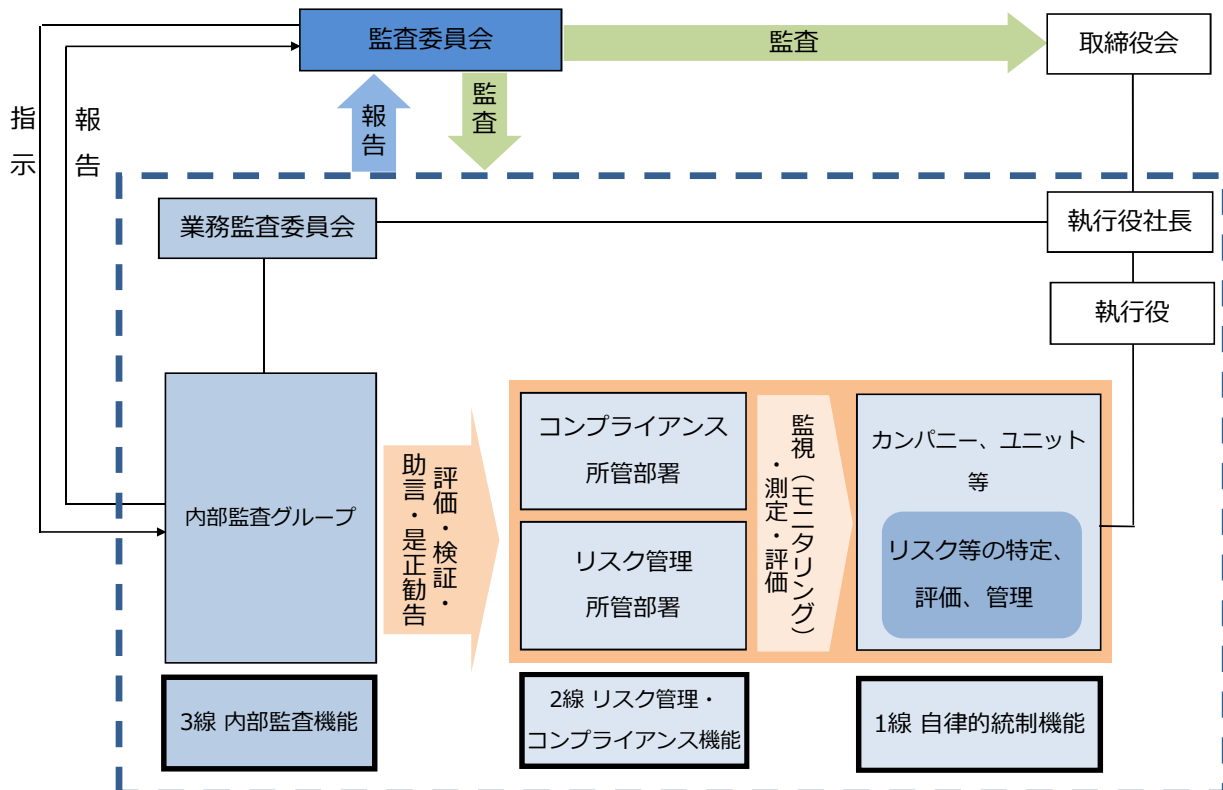 監査委員会
監査
取締役会
指示
報告
報告
監査
業務監査委員会
執行役社長
執行役
内部監査グループ
評価・検証・
助言・是正勧告
コンプライアンス
所管部署
リスク管理
所管部署
監視（モニタリング）
・測定・評価
カンパニー、ユニット
等
リスク等の特定、
評価、管理
3線 内部監査機能
2線 リスク管理・
コンプライアンス機能
1線 自律的統制機能